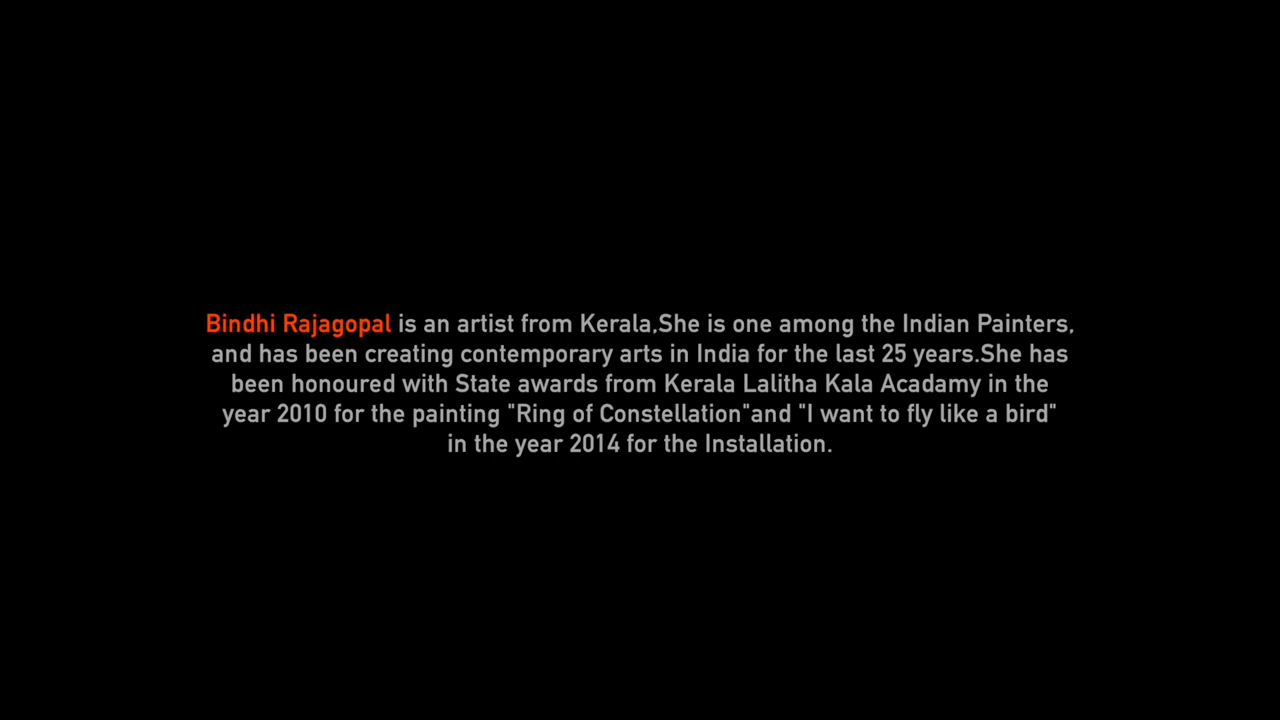 Bindhi Rajagopal is an artist from Kerala,She is one among the Indian Painters,
and has been creating contemporary arts in India for the last 25 years.She has
been honoured with State awards from Kerala Lalitha Kala Acadamy in the
year 2010 for the painting "Ring of Constellation"and "I want to fly like a bird"
in the year 2014 for the Installation.